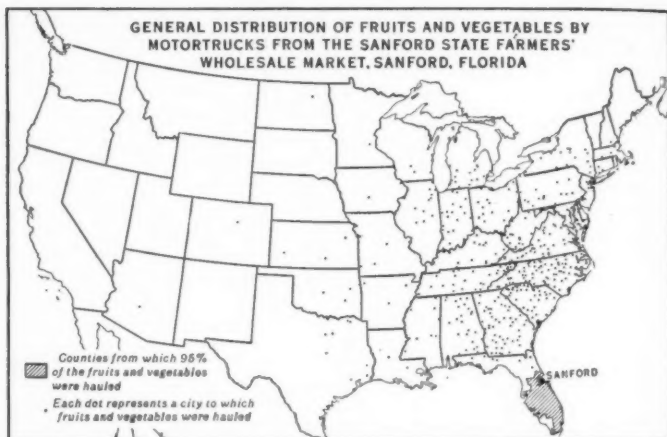 GENERAL DISTRIBUTION OF FRUITS AND VEGETABLES BY
MOTORTRUCKS FROM THE SANFORD STATE FARMERS'
WHOLESALE MARKET, SANFORD, FLORIDA
SANFORD
Counties from which 95%
of the fruits and vegetables
were hauled
Each dot represents a city to which
fruits and vegetables were hauled